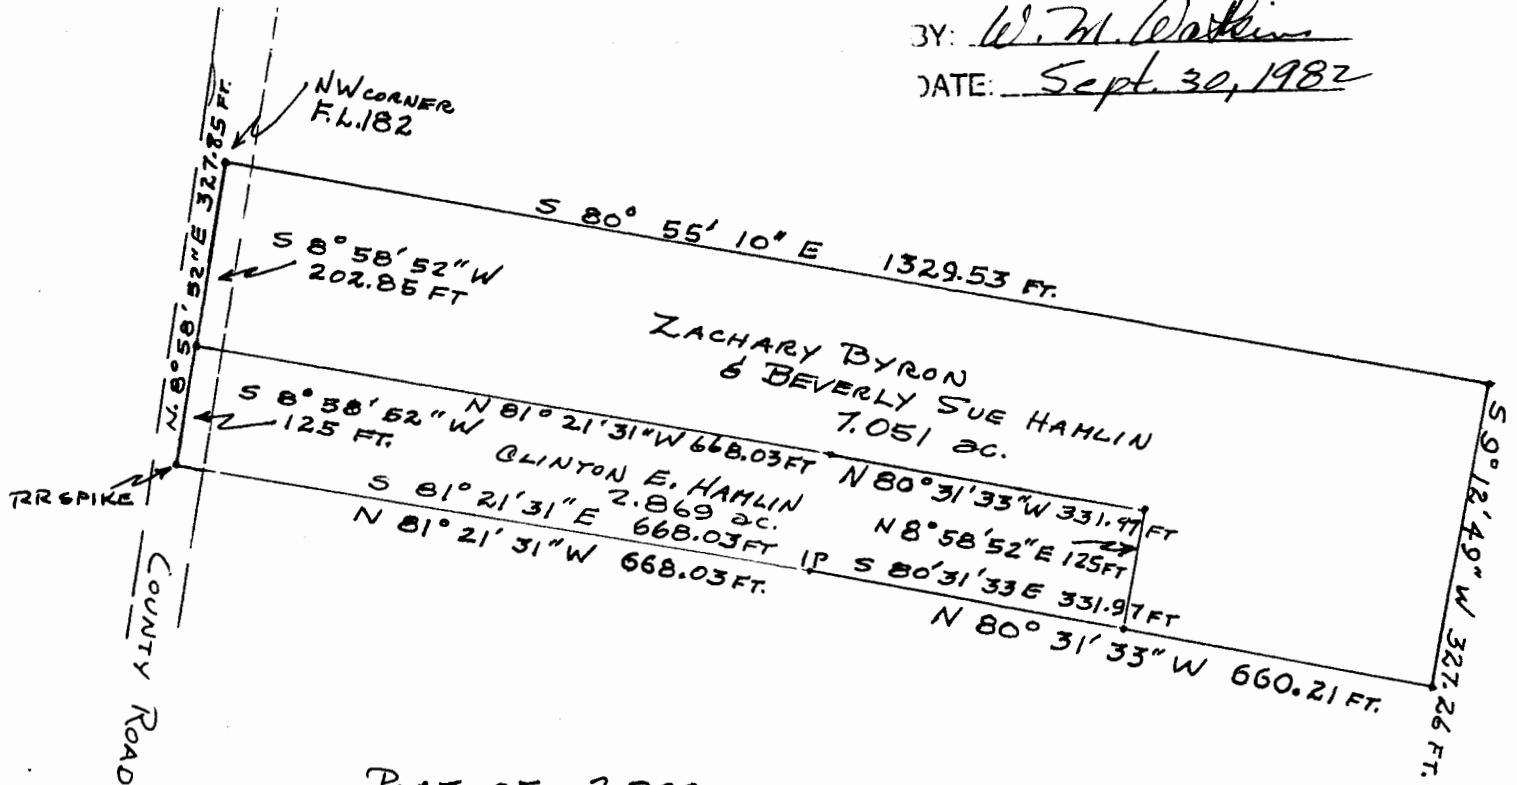 BY: W. M. Watkins
DATE: Sept. 30, 1982
NW CORNER
F.L.182
N. 8° 58' 52" E 327.85 FT.
S 80° 55' 10" E 1329.53 FT.
S 8° 58' 52" W
202.85 FT
ZACHARY BYRON
& BEVERLY SUE HAMLIN
7.051 ac.
S 9° 12' 49" W 327.26 FT.
S 8° 58' 52" W
125 FT.
N 81° 21' 31" W 668.03 FT
N 80° 31' 33" W 331.97 FT
CLINTON E. HAMLIN
2.869 ac.
N 8° 58' 52" E 125 FT
RR SPIKE
S 81° 21' 31" E 668.03 FT
IP
S 80' 31' 33 E 331.97 FT
N 81° 21' 31" W 668.03 FT.
N 80° 31' 33" W 660.21 FT.
COUNTY ROAD
PLAT OF